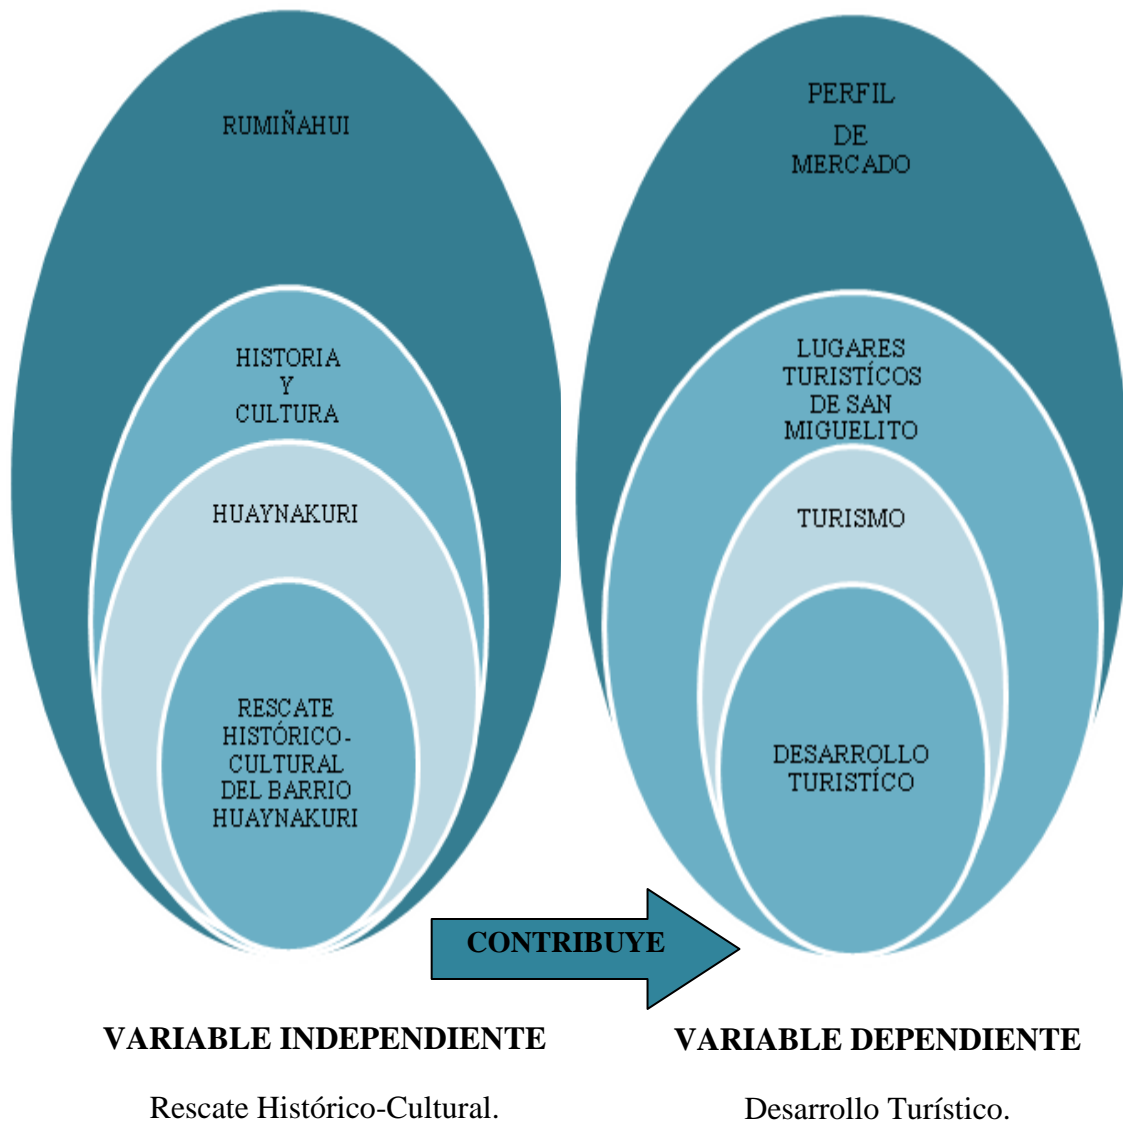 RUMIÑAHUI
HISTORIA
Y
CULTURA
HUAYNAKURI
RESCATE
HISTÓRICO-
CULTURAL
DEL BARRIO
HUAYNAKURI
PERFIL
DE
MERCADO
LUGARES
TURISTÍCOS
DE SAN
MIGUELITO
TURISMO
DESARROLLO
TURISTÍCO
CONTRIBUYE
VARIABLE INDEPENDIENTE
Rescate Histórico-Cultural.
VARIABLE DEPENDIENTE
Desarrollo Turístico.